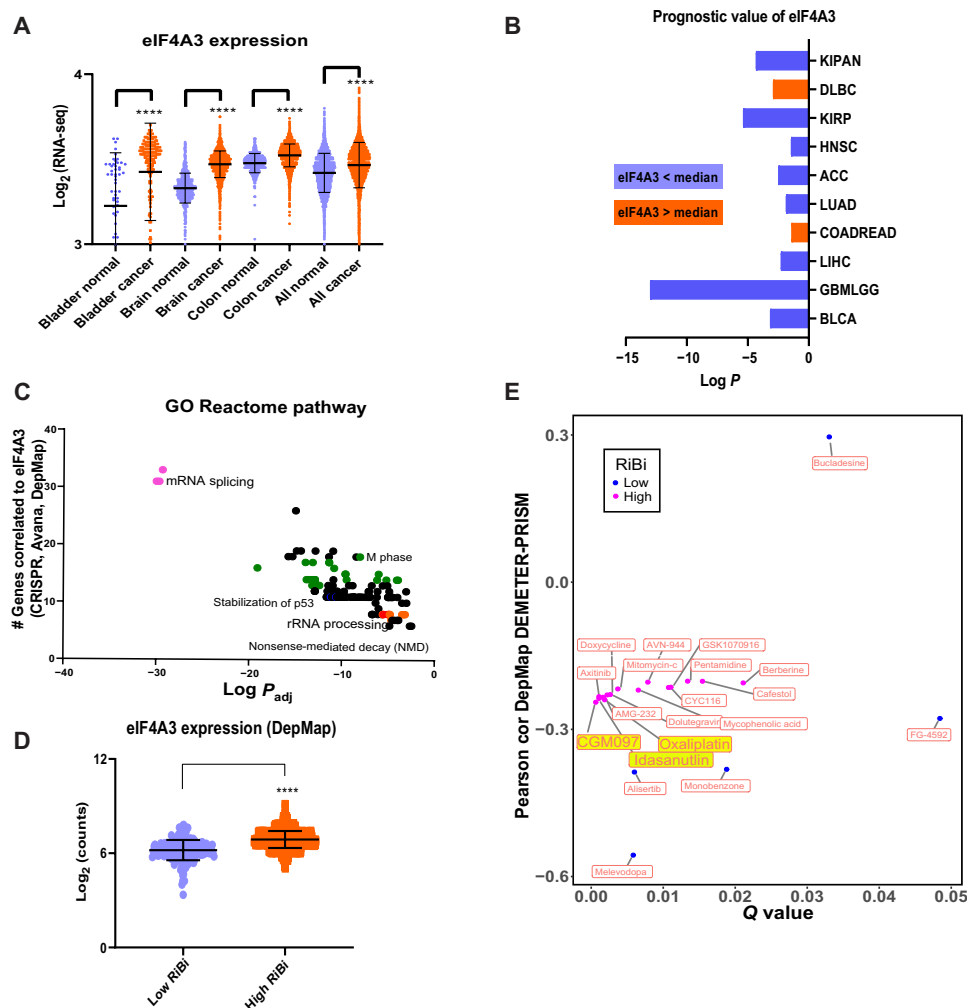 A
eIF4A3 expression
Log2 (RNA-seq)
4
3
****
****
****
****
Bladder normal
Bladder cancer
Brain normal
Brain cancer
Colon normal
Colon cancer
All normal
All cancer
B
Prognostic value of eIF4A3
KIPAN
DLBC
KIRP
HNSC
ACC
LUAD
COADREAD
LIHC
GBMLGG
BLCA
eIF4A3 < median
eIF4A3 > median
−15
−10
−5
0
Log P
C
GO Reactome pathway
# Genes correlated to eIF4A3
(CRISPR, Avana, DepMap)
40
30
20
10
0
mRNA splicing
M phase
Stabilization of p53
rRNA processing
Nonsense-mediated decay (NMD)
−40
−30
−20
−10
0
Log Padj
D
eIF4A3 expression (DepMap)
Log2 (counts)
12
6
0
****
Low RiBi
High RiBi
E
Pearson cor DepMap DEMETER-PRISM
0.3
0.0
−0.3
−0.6
RiBi
Low
High
Bucladesine
Doxycycline
AVN-944
GSK1070916
Axitinib
Mitomycin-c
Pentamidine
Berberine
CYC116
Cafestol
AMG-232
Dolutegravir
Mycophenolic acid
CGM097
Oxaliplatin
Idasanutlin
FG-4592
Alisertib
Monobenzone
Melevodopa
0.00
0.01
0.02
0.03
0.04
0.05
Q value